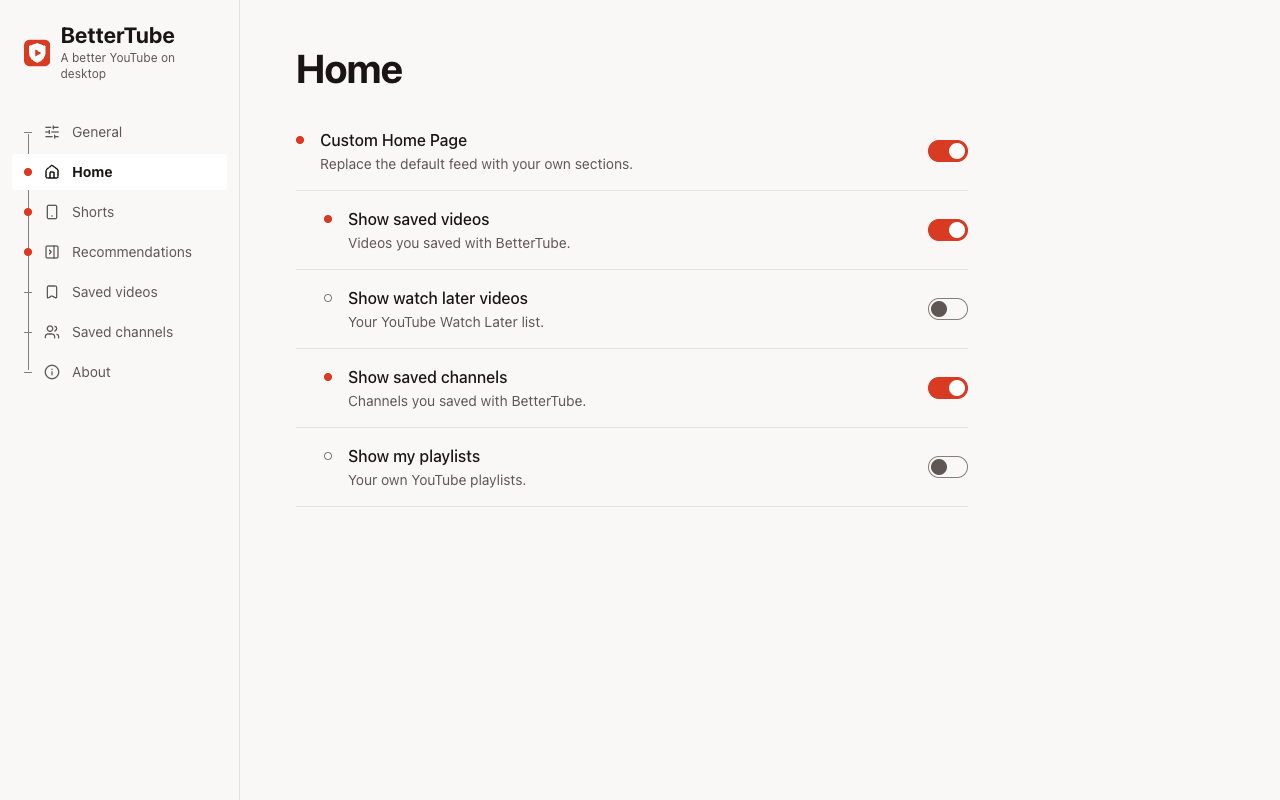 BetterTube
A better YouTube on
desktop
General
Home
Shorts
Recommendations
Saved videos
Saved channels
About
Home
Custom Home Page
Replace the default feed with your own sections.
Show saved videos
Videos you saved with BetterTube.
Show watch later videos
Your YouTube Watch Later list.
Show saved channels
Channels you saved with BetterTube.
Show my playlists
Your own YouTube playlists.